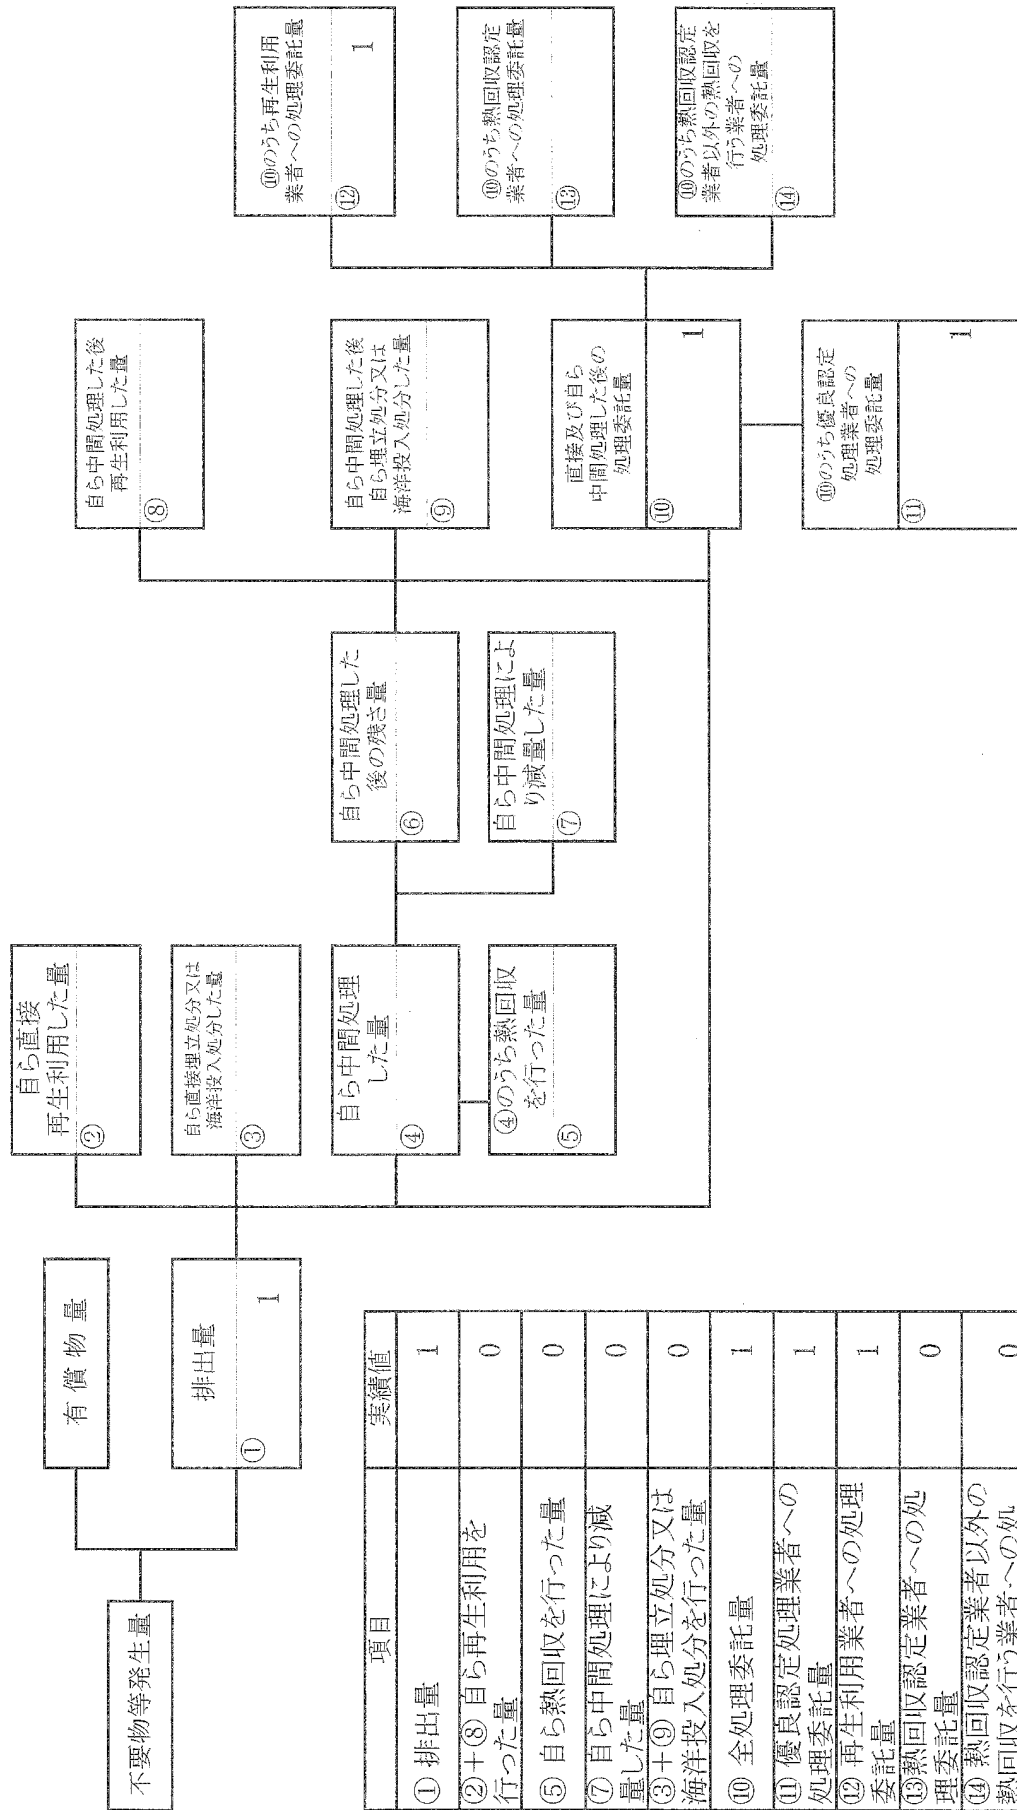 不要物等発生量
有償物量
排出量
①
1
自ら直接
再生利用した量
②
自ら直接埋立処分又は
海洋投入処分した量
③
自ら中間処理
した量
④
④のうち熱回収
を行った量
⑤
自ら中間処理した
後の残さ量
⑥
自ら中間処理によ
り減量した量
⑦
自ら中間処理した後
再生利用した量
⑧
自ら中間処理した後
自ら埋立処分又は
海洋投入処分した量
⑨
直接及び自ら
中間処理した後の
処理委託量
⑩
1
⑩のうち優良認定
処理業者への
処理委託量
⑪
1
⑩のうち再生利用
業者への処理委託量
⑫
1
⑩のうち熱回収認定
業者への処理委託量
⑬
⑩のうち熱回収認定
業者以外の熱回収を
行う業者への
処理委託量
⑭
項目 実績値
① 排出量 1
②+⑧ 自ら再生利用を
行った量 0
⑤ 自ら熱回収を行った量 0
⑦ 自ら中間処理により減
量した量 0
③+⑨ 自ら埋立処分又は
海洋投入処分を行った量 0
⑩ 全処理委託量 1
⑪ 優良認定処理業者への
処理委託量 1
⑫ 再生利用業者への処理
委託量 1
⑬熱回収認定業者への処
理委託量 0
⑭ 熱回収認定業者以外の
熱回収を行う業者への処 0